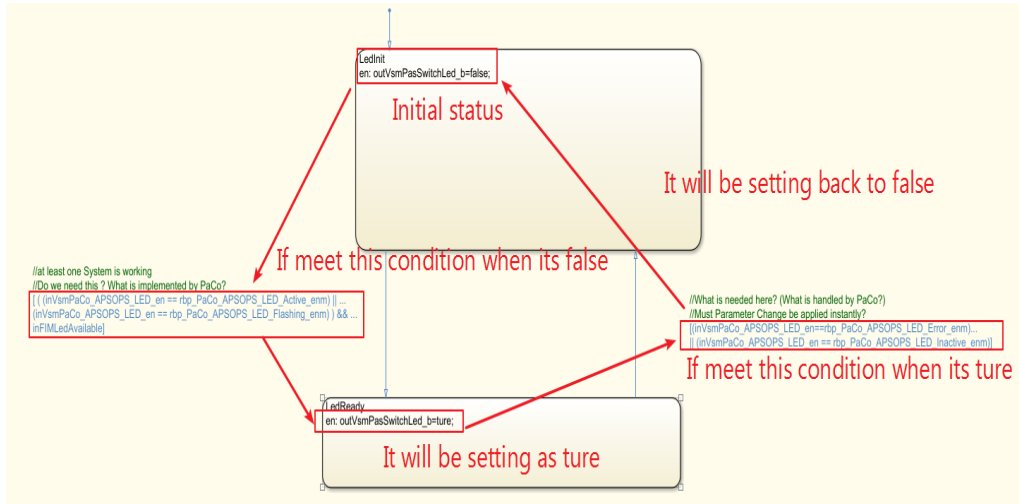 LedInit
en: outVsmPasSwitchLed_b=false;
Initial status
It will be setting back to false
If meet this condition when its false
//at least one System is working
//Do we need this ? What is implemented by PaCo?
[ ( (inVsmPaCo_APSOPS_LED_en == rbp_PaCo_APSOPS_LED_Active_enm) || ...
(inVsmPaCo_APSOPS_LED_en == rbp_PaCo_APSOPS_LED_Flashing_enm) ) && ...
inFIMLedAvailable]
//What is needed here? (What is handled by PaCo?)
//Must Parameter Change be applied instantly?
[(inVsmPaCo_APSOPS_LED_en==rbp_PaCo_APSOPS_LED_Error_enm)...
|| (inVsmPaCo_APSOPS_LED_en == rbp_PaCo_APSOPS_LED_Inactive_enm)]
If meet this condition when its ture
LedReady
en: outVsmPasSwitchLed_b=ture;
It will be setting as ture